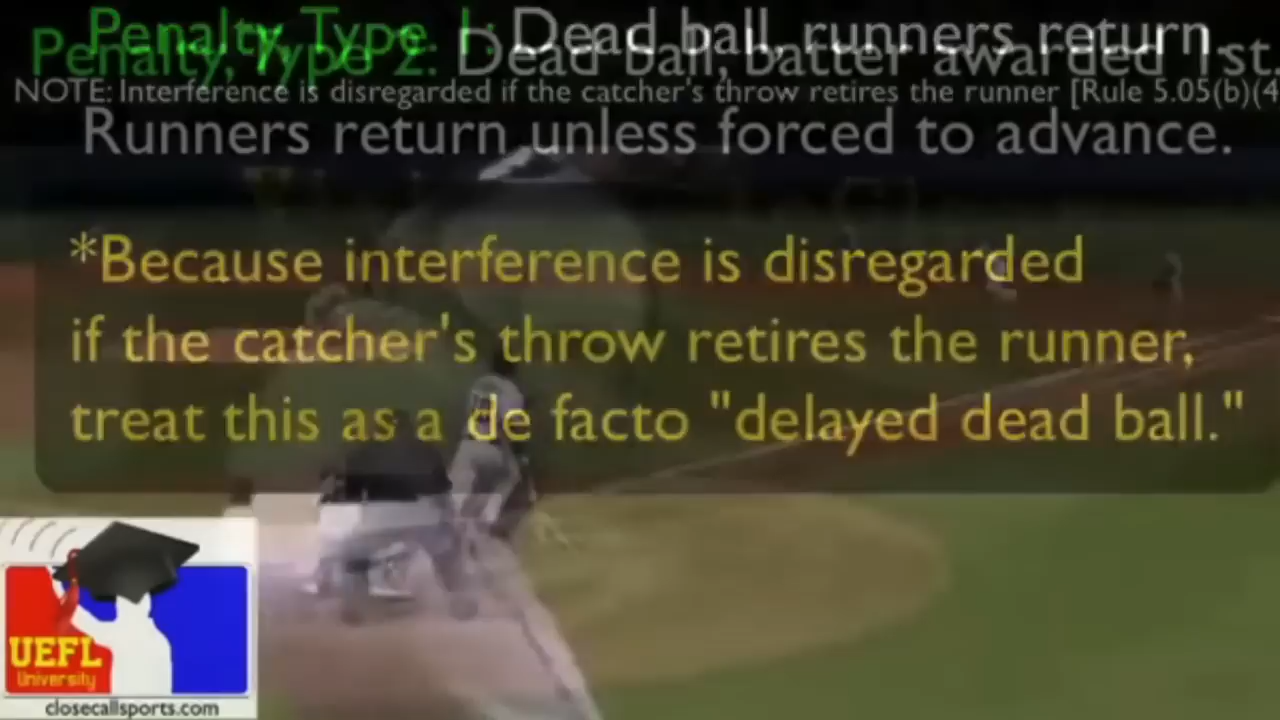 Penalty, Type 1: Dead ball, runners return.
Penalty, Type 2: Dead ball, batter awarded 1st.
NOTE: Interference is disregarded if the catcher's throw retires the runner [Rule 5.05(b)(4
Runners return unless forced to advance.
*Because interference is disregarded
if the catcher's throw retires the runner,
treat this as a de facto "delayed dead ball."
UEFL
University
closecallsports.com